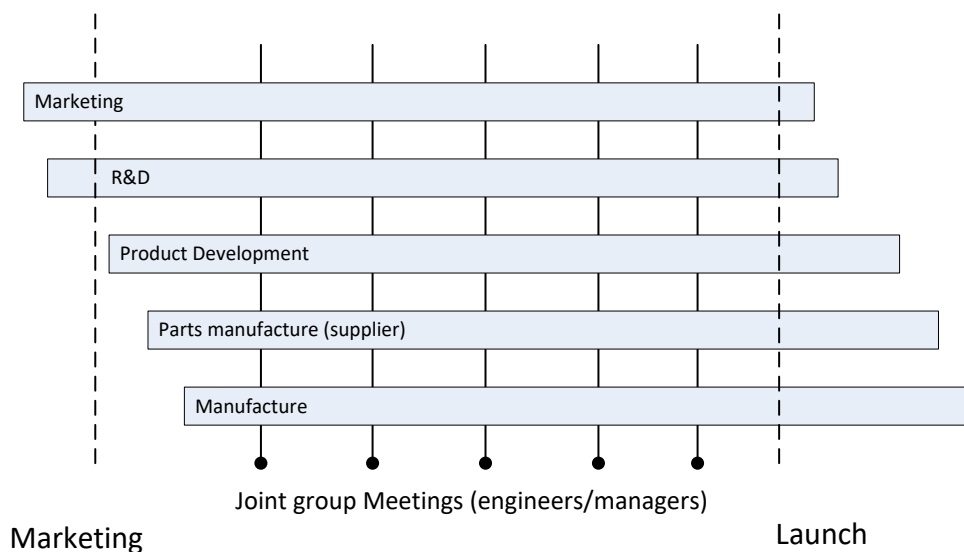 Marketing
R&D
Product Development
Parts manufacture (supplier)
Manufacture
Joint group Meetings (engineers/managers)
Marketing
Launch